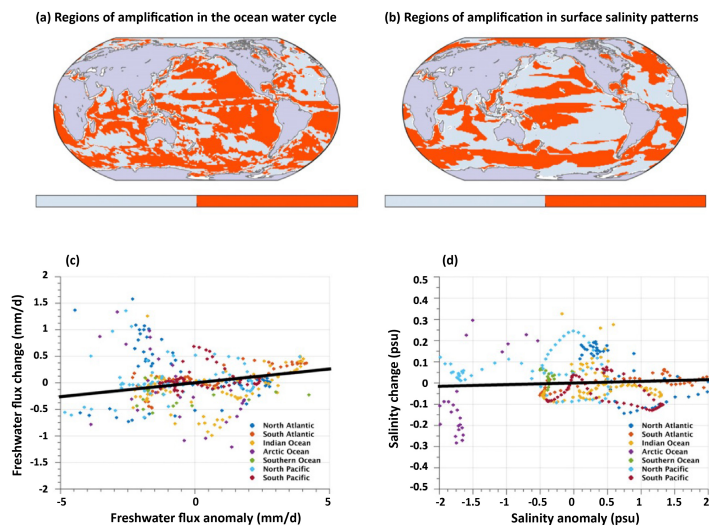 (a) Regions of amplification in the ocean water cycle
(b) Regions of amplification in surface salinity patterns
(c)
2
1.5
1
0.5
0
-0.5
-1
-1.5
-2
Freshwater flux change (mm/d)
North Atlantic
South Atlantic
Indian Ocean
Arctic Ocean
Southern Ocean
North Pacific
South Pacific
-5
0
5
Freshwater flux anomaly (mm/d)
(d)
0.5
0.4
0.3
0.2
0.1
0
-0.1
-0.2
-0.3
-0.4
-0.5
Salinity change (psu)
North Atlantic
South Atlantic
Indian Ocean
Arctic Ocean
Southern Ocean
North Pacific
South Pacific
-2
-1.5
-1
-0.5
0
0.5
1
1.5
2
Salinity anomaly (psu)